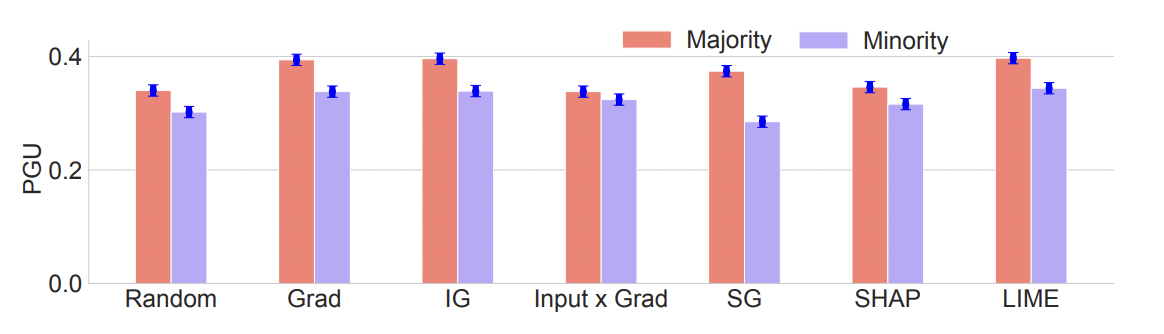 Majority Minority
0.4
PGU
0.2
0.0
Random Grad IG Input x Grad SG SHAP LIME